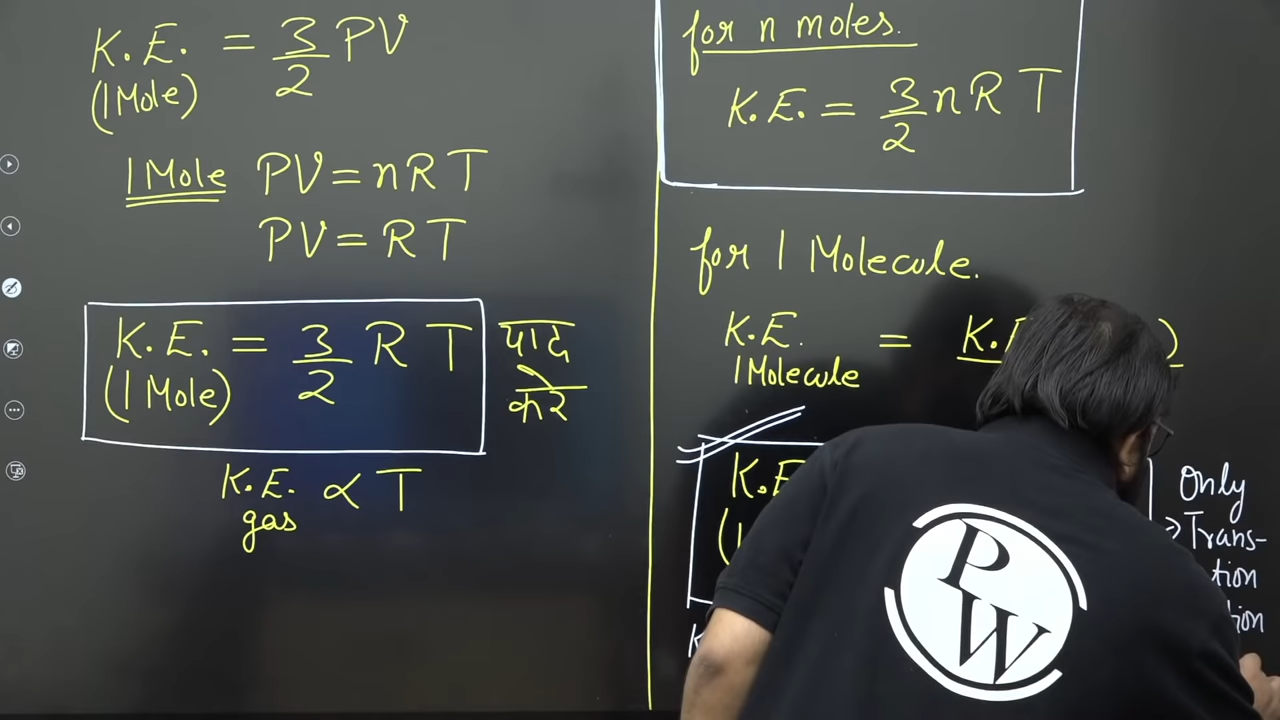 K.E. = 3/2 PV
(1 Mole)
1 Mole PV = nRT
PV = RT
K.E. = 3/2 RT
(1 Mole)
याद
करे
K.E. ∝ T
gas
for n moles.
K.E. = 3/2 nRT
for 1 Molecule.
K.E. =
1 Molecule
Only
⇒ Trans-
PW